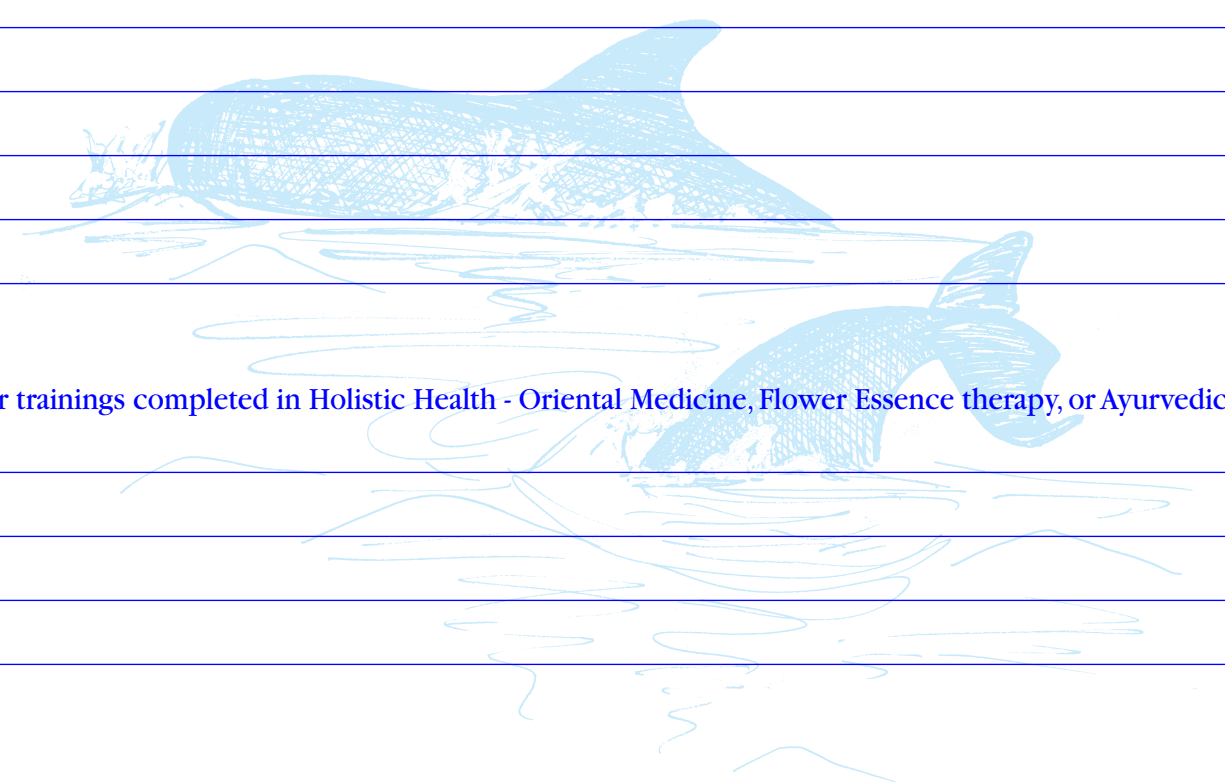 trainings completed in Holistic Health - Oriental Medicine, Flower Essence therapy, or Ayurvedic